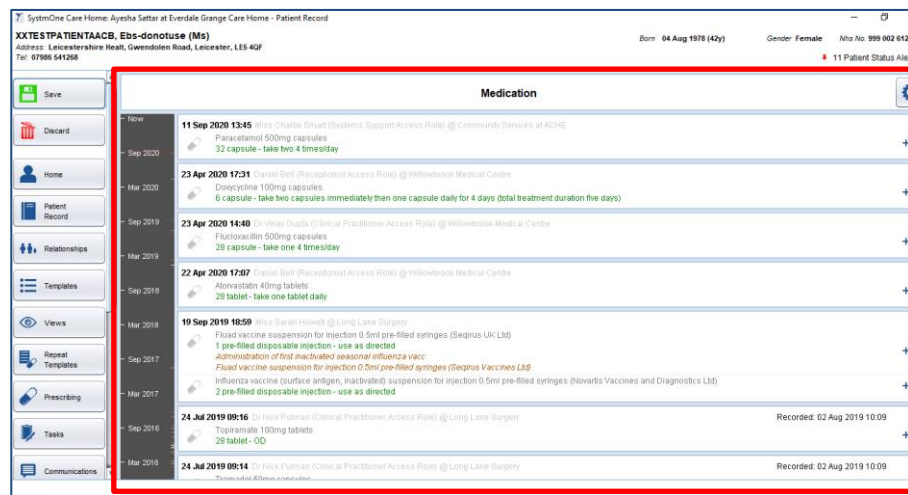 SystmOne Care Home: Ayesha Sattar at Everdale Grange Care Home - Patient Record
XXTESTPATIENTAACB, Ebs-donotuse (Ms)
Born 04 Aug 1978 (42y) Gender Female Nhs No. 999 002 612
Address: Leicestershire Healt, Gwendolen Road, Leicester, LE5 4QF
Tel: 07986 541268
11 Patient Status Ale
Save
Discard
Home
Patient
Record
Relationships
Templates
Views
Repeat
Templates
Prescribing
Tasks
Communications
Medication
Now
Sep 2020
Mar 2020
Sep 2019
Mar 2019
Sep 2018
Mar 2018
Sep 2017
Mar 2017
Sep 2016
Mar 2016
11 Sep 2020 13:45 Miss Charlie Smart (Systems Support Access Role) @ Community Services at ACHE
Paracetamol 500mg capsules
32 capsule - take two 4 times/day
23 Apr 2020 17:31 Daniel Bell (Receptionist Access Role) @ Willowbrook Medical Centre
Doxycycline 100mg capsules
6 capsule - take two capsules immediately then one capsule daily for 4 days (total treatment duration five days)
23 Apr 2020 14:40 Dr Vinay Gupta (Clinical Practitioner Access Role) @ Willowbrook Medical Centre
Flucloxacillin 500mg capsules
28 capsule - take one 4 times/day
22 Apr 2020 17:07 Daniel Bell (Receptionist Access Role) @ Willowbrook Medical Centre
Atorvastatin 40mg tablets
28 tablet - take one tablet daily
19 Sep 2019 18:59 Miss Sarah Howett @ Long Lane Surgery
Fluad vaccine suspension for injection 0.5ml pre-filled syringes (Seqirus UK Ltd)
1 pre-filled disposable injection - use as directed
Administration of first inactivated seasonal influenza vacc
Fluad vaccine suspension for injection 0.5ml pre-filled syringes (Seqirus Vaccines Ltd)
Influenza vaccine (surface antigen, inactivated) suspension for injection 0.5ml pre-filled syringes (Novartis Vaccines and Diagnostics Ltd)
2 pre-filled disposable injection - use as directed
24 Jul 2019 09:16 Dr Nick Pulman (Clinical Practitioner Access Role) @ Long Lane Surgery Recorded: 02 Aug 2019 10:09
Topiramate 100mg tablets
28 tablet - OD
24 Jul 2019 09:14 Dr Nick Pulman (Clinical Practitioner Access Role) @ Long Lane Surgery Recorded: 02 Aug 2019 10:09
Tramadol 50mg capsules